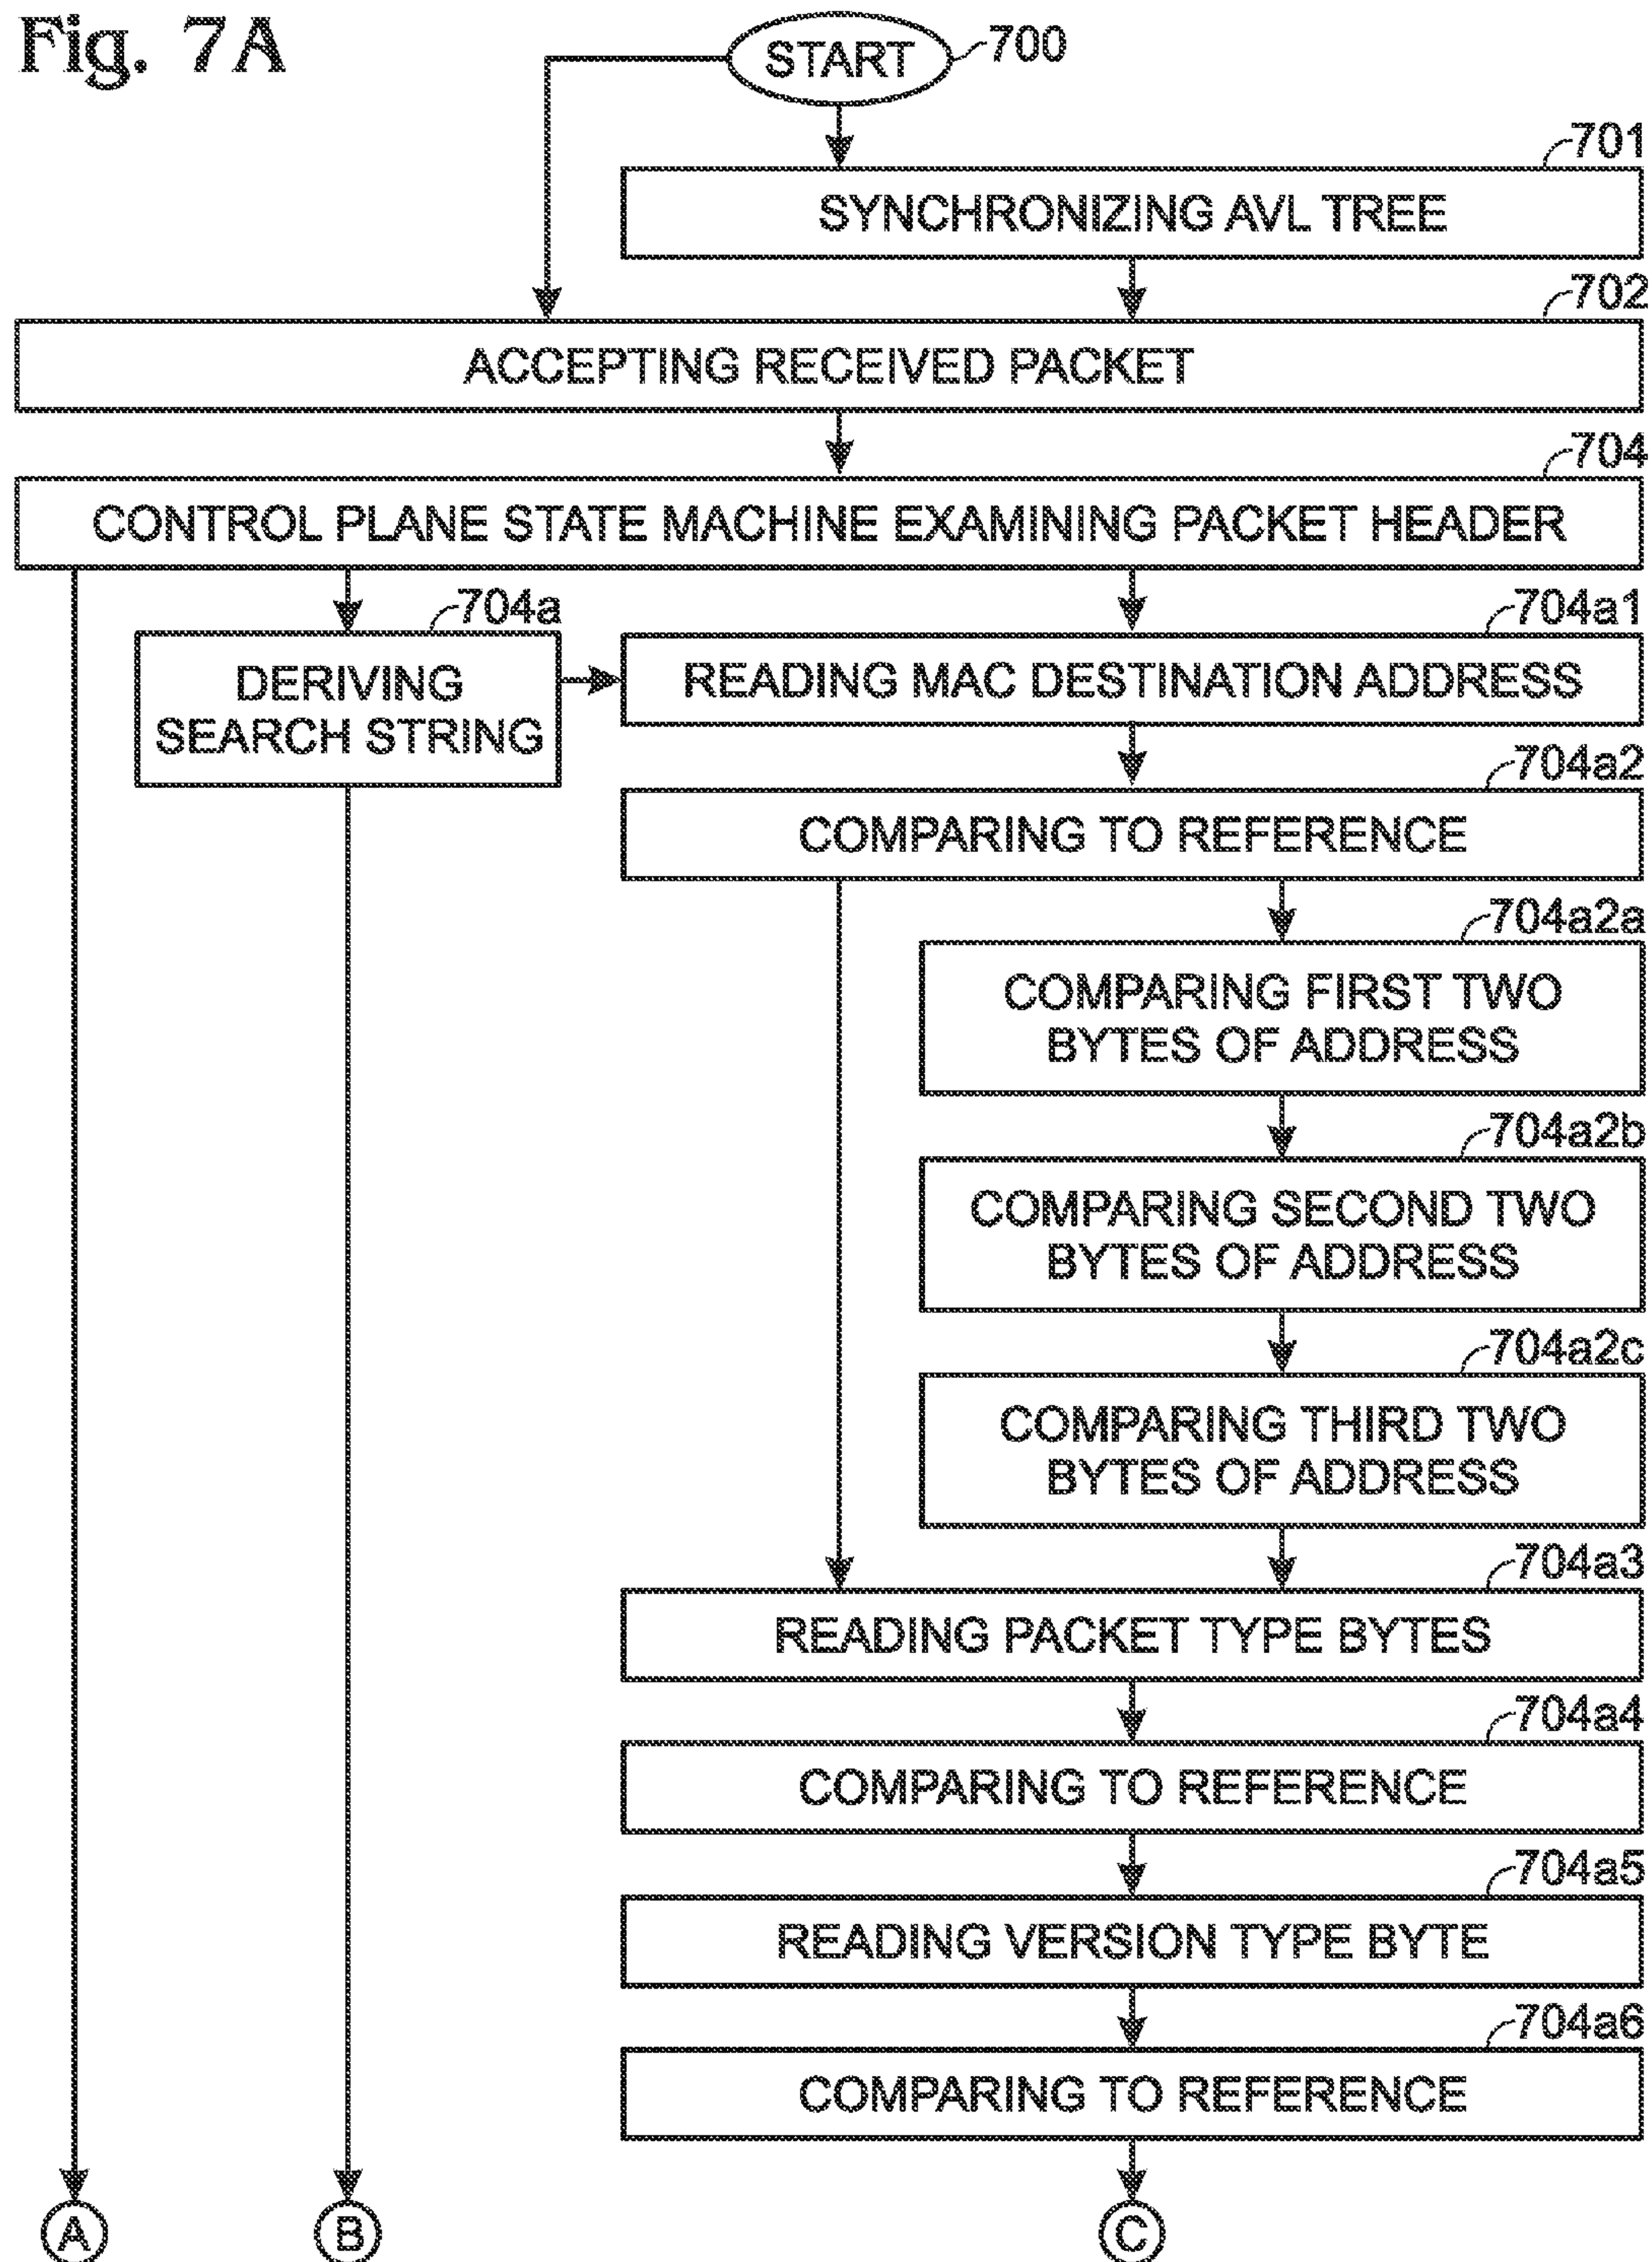 Fig. 7A
START
700
701
SYNCHRONIZING AVL TREE
702
ACCEPTING RECEIVED PACKET
704
CONTROL PLANE STATE MACHINE EXAMINING PACKET HEADER
704a
DERIVING
SEARCH STRING
704a1
READING MAC DESTINATION ADDRESS
704a2
COMPARING TO REFERENCE
704a2a
COMPARING FIRST TWO
BYTES OF ADDRESS
704a2b
COMPARING SECOND TWO
BYTES OF ADDRESS
704a2c
COMPARING THIRD TWO
BYTES OF ADDRESS
704a3
READING PACKET TYPE BYTES
704a4
COMPARING TO REFERENCE
704a5
READING VERSION TYPE BYTE
704a6
COMPARING TO REFERENCE
A
B
C